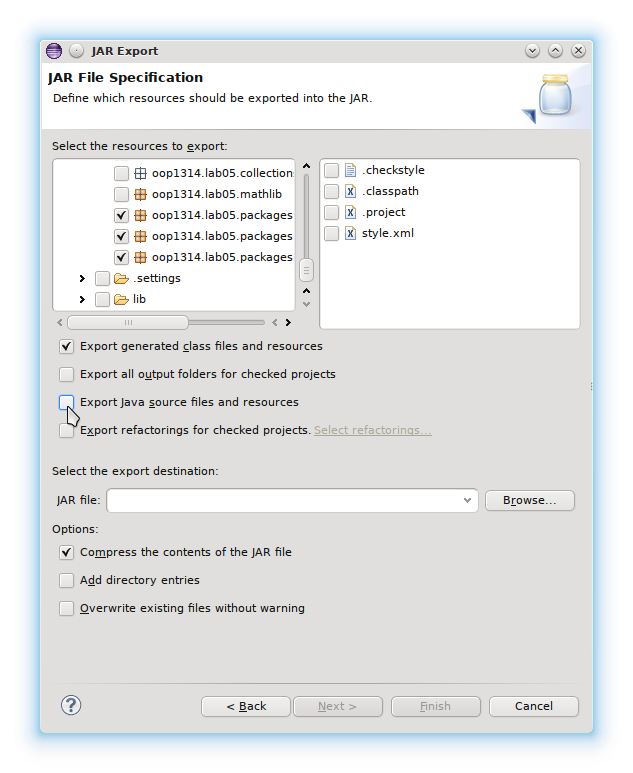 JAR Export
JAR File Specification
Define which resources should be exported into the JAR.
Select the resources to export:
oop1314.lab05.collection
oop1314.lab05.mathlib
oop1314.lab05.packages
oop1314.lab05.packages
oop1314.lab05.packages
.settings
lib
.checkstyle
.classpath
.project
style.xml
Export generated class files and resources
Export all output folders for checked projects
Export Java source files and resources
Export refactorings for checked projects. Select refactorings...
Select the export destination:
JAR file:
Browse...
Options:
Compress the contents of the JAR file
Add directory entries
Overwrite existing files without warning
< Back Next > Finish Cancel